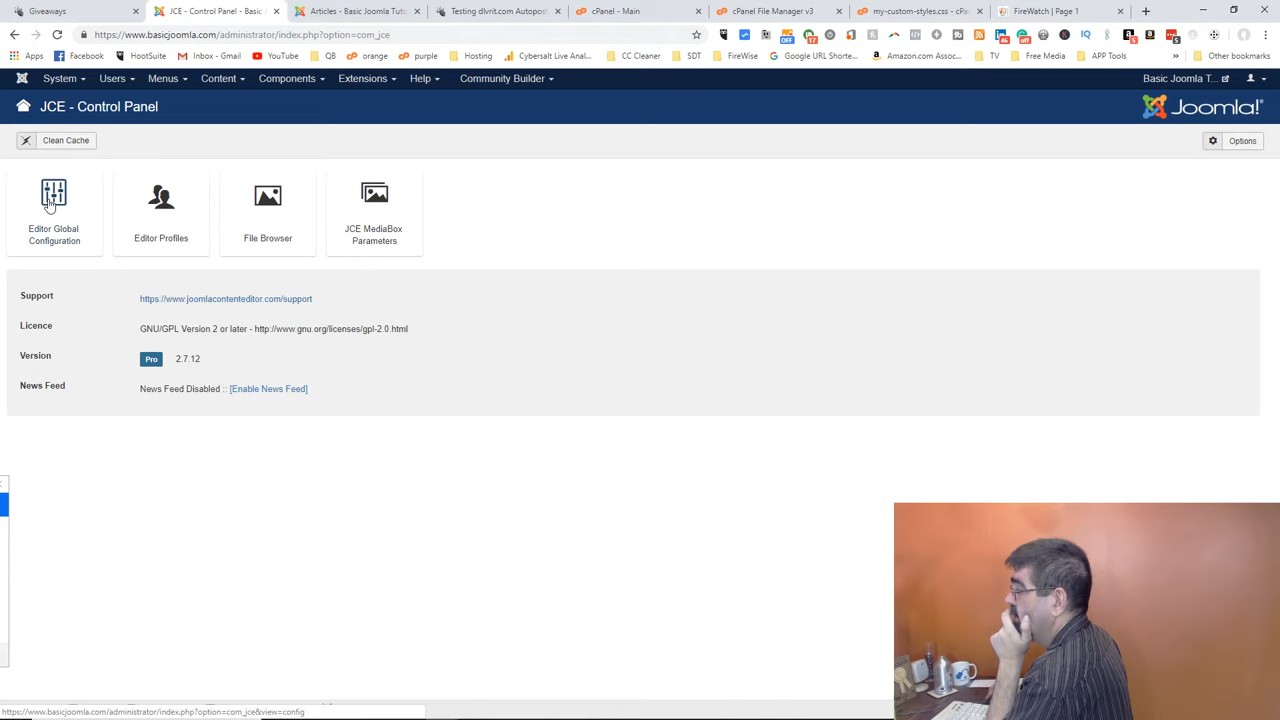 Giveaways
JCE - Control Panel - Basic
Articles - Basic Joomla Tuto
Testing dlvrit.com Autopost
cPanel - Main
cPanel File Manager v3
my-custom-styles.css - cPa
FireWatch | Page 1
https://www.basicjoomla.com/administrator/index.php?option=com_jce
Apps
Facebook
HootSuite
Inbox - Gmail
YouTube
QB
orange
purple
Hosting
Cybersalt Live Anal...
CC Cleaner
SDT
FireWise
Google URL Shorte...
Amazon.com Assoc...
TV
Free Media
APP Tools
Other bookmarks
System
Users
Menus
Content
Components
Extensions
Help
Community Builder
Basic Joomla T...
JCE - Control Panel
Joomla!
Clean Cache
Options
Editor Global
Configuration
Editor Profiles
File Browser
JCE MediaBox
Parameters
Support
https://www.joomlacontenteditor.com/support
Licence
GNU/GPL Version 2 or later - http://www.gnu.org/licenses/gpl-2.0.html
Version
Pro 2.7.12
News Feed
News Feed Disabled :: [Enable News Feed]
https://www.basicjoomla.com/administrator/index.php?option=com_jce&view=config